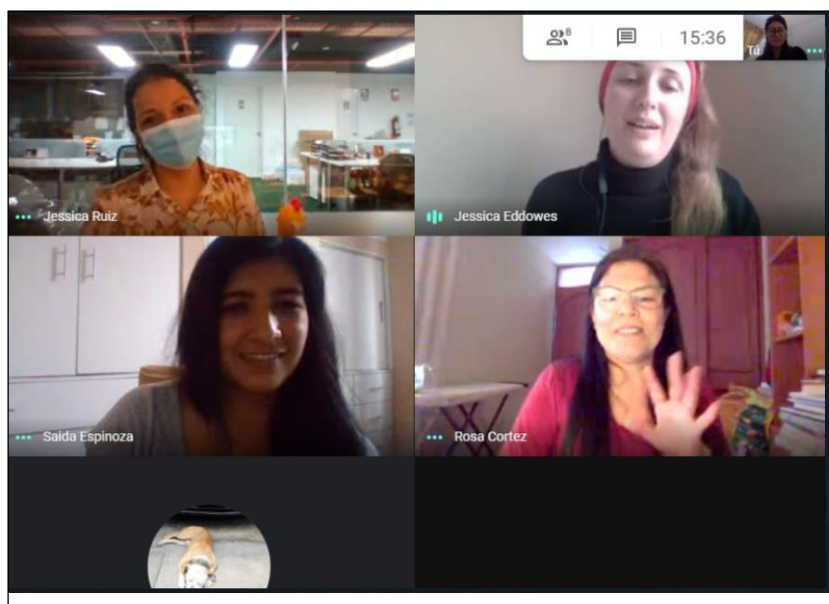 8
15:36
Tú
Jessica Ruiz
Jessica Eddowes
Saida Espinoza
Rosa Cortez